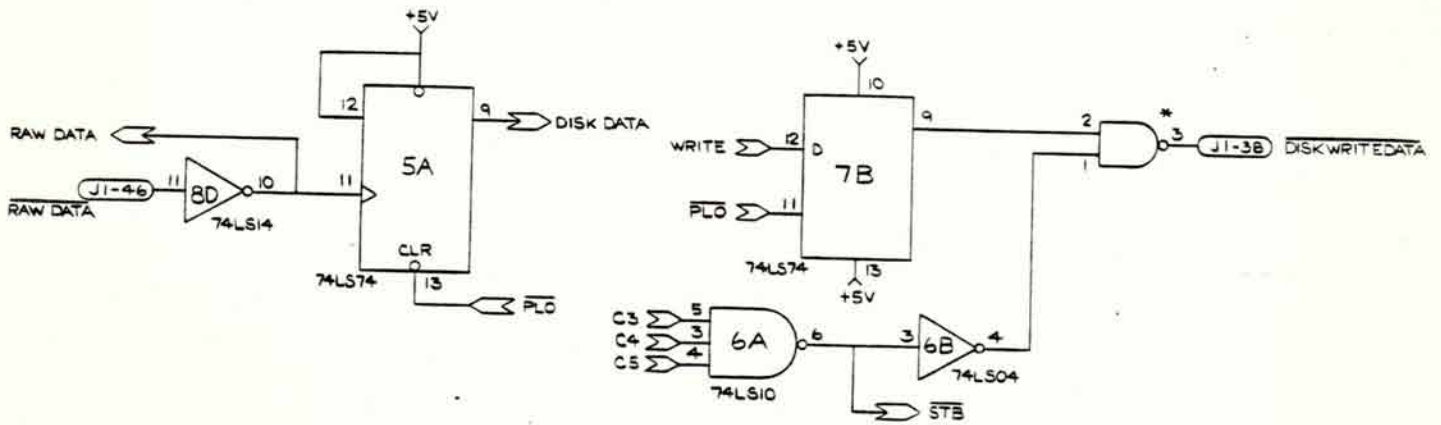 +5V
12
9
DISK DATA
RAW DATA
J1-46
RAW DATA
11
8D
10
74LS14
11
5A
CLR
74LS74
13
PLO
+5V
10
WRITE
12
D
9
7B
PLO
11
74LS74
13
+5V
2
1
*
3
J1-38
DISKWRITEDATA
C3
5
C4
3
C5
4
6A
6
74LS10
3
6B
4
74LS04
STB